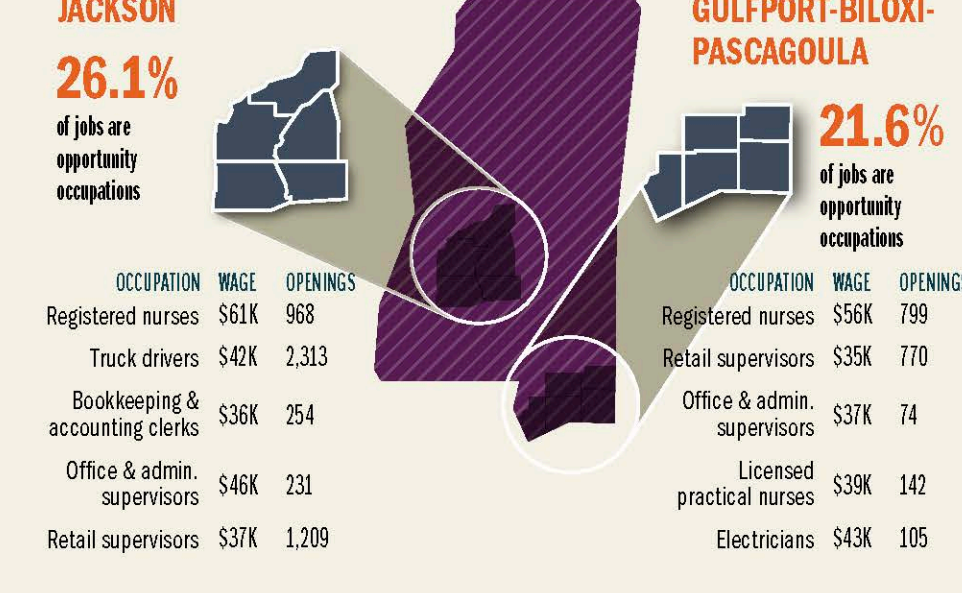 JACKSON
26.1%
of jobs are
opportunity
occupations
OCCUPATION WAGE OPENINGS
Registered nurses $61K 968
Truck drivers $42K 2,313
Bookkeeping &
accounting clerks $36K 254
Office & admin.
supervisors $46K 231
Retail supervisors $37K 1,209
GULFPORT-BILOXI-
PASCAGOULA
21.6%
of jobs are
opportunity
occupations
OCCUPATION WAGE OPENINGS
Registered nurses $56K 799
Retail supervisors $35K 770
Office & admin.
supervisors $37K 74
Licensed
practical nurses $39K 142
Electricians $43K 105